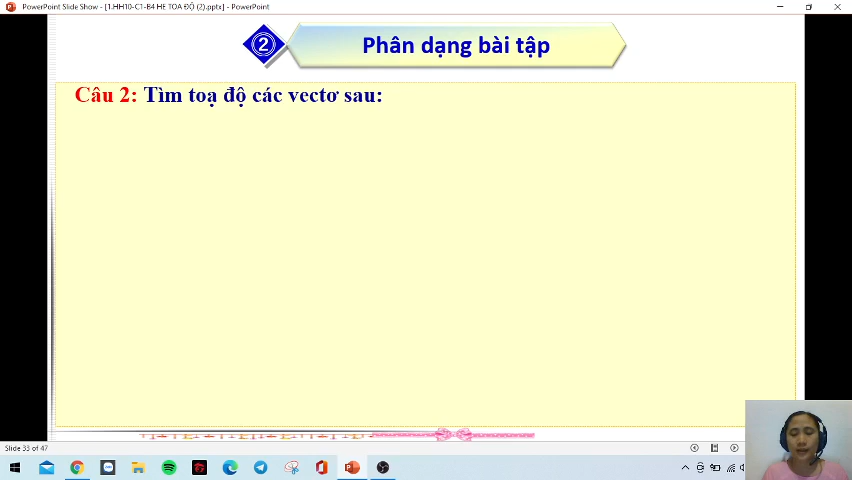 PowerPoint Slide Show - [1.HH10-C1-B4 HE TOA ĐỘ (2).pptx] - PowerPoint
2 Phân dạng bài tập
Câu 2: Tìm toạ độ các vectơ sau:
Slide 33 of 47